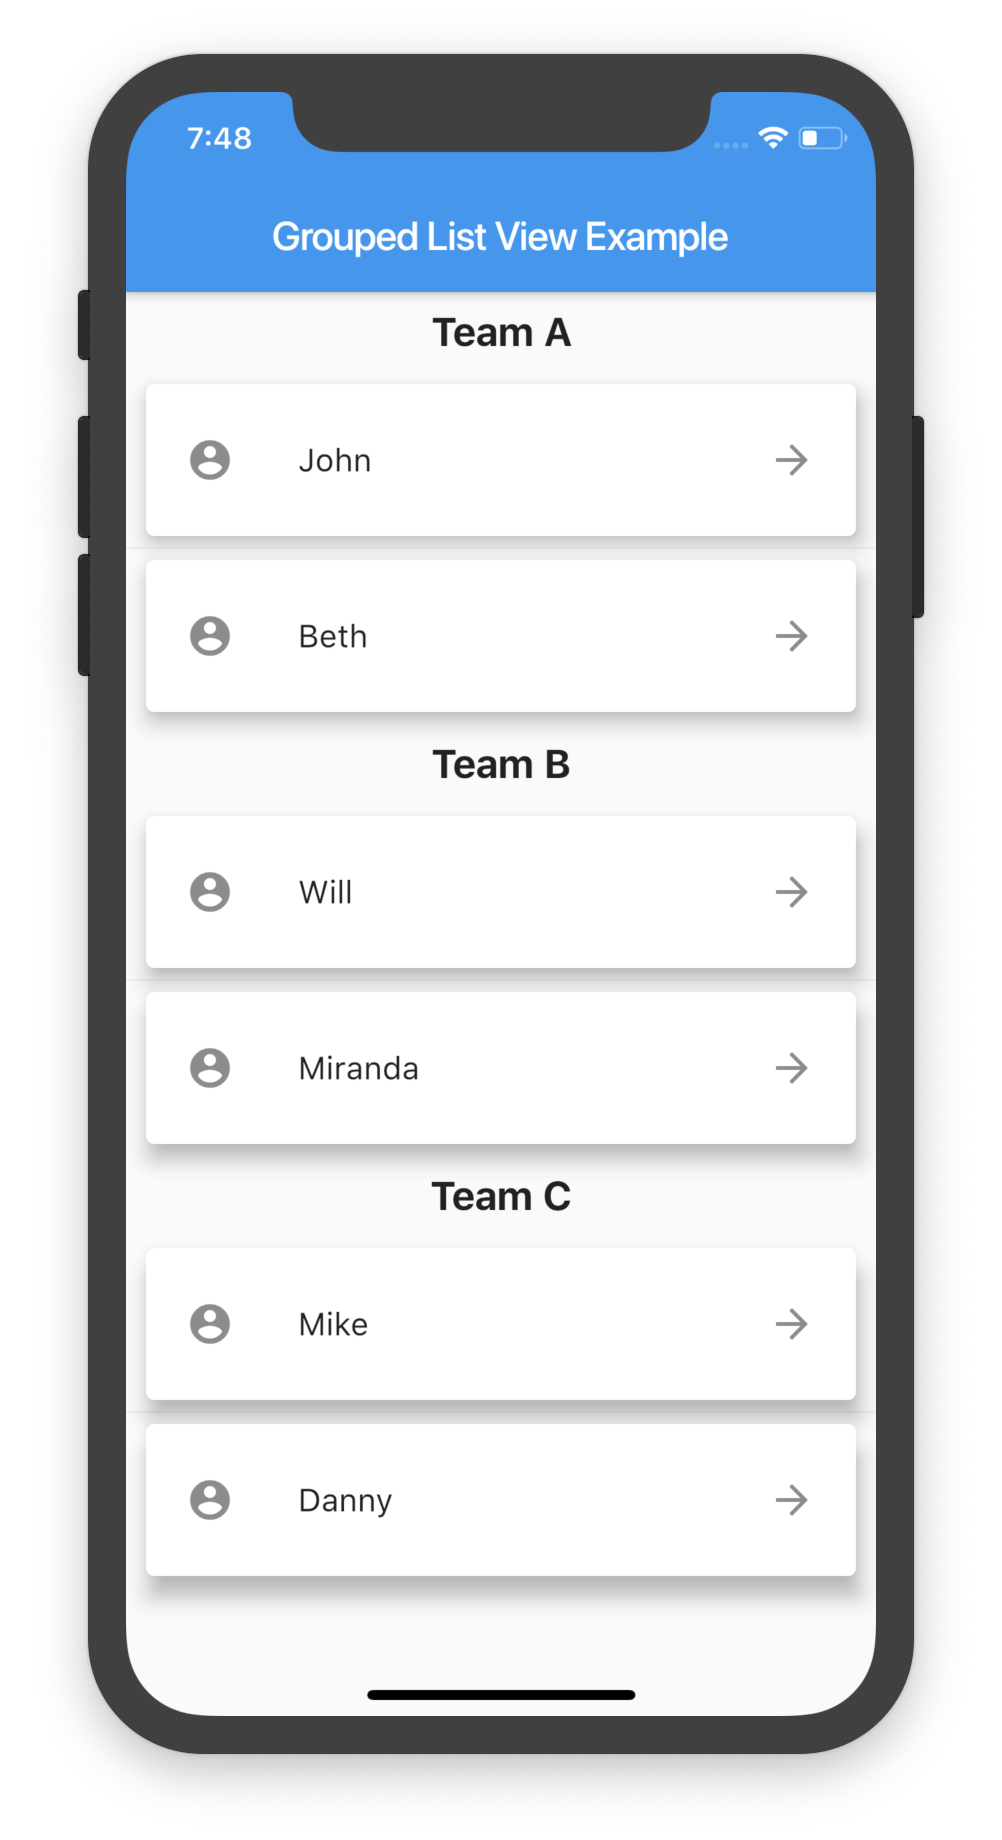 7:48
Grouped List View Example
Team A
John
Beth
Team B
Will
Miranda
Team C
Mike
Danny